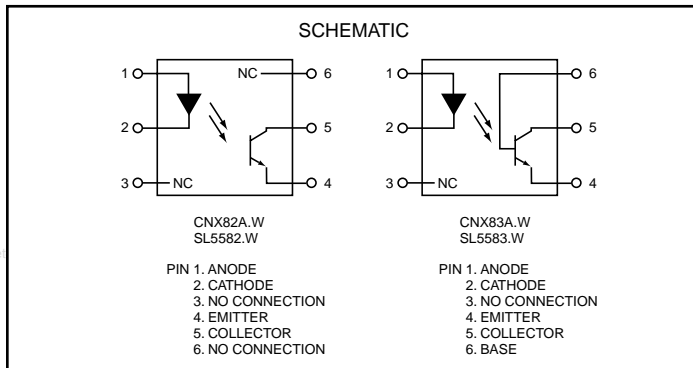 SCHEMATIC
1
2
3
NC
NC
6
5
4
1
2
3
NC
6
5
4
CNX82A.W
SL5582.W
CNX83A.W
SL5583.W
PIN 1. ANODE
2. CATHODE
3. NO CONNECTION
4. EMITTER
5. COLLECTOR
6. NO CONNECTION
PIN 1. ANODE
2. CATHODE
3. NO CONNECTION
4. EMITTER
5. COLLECTOR
6. BASE